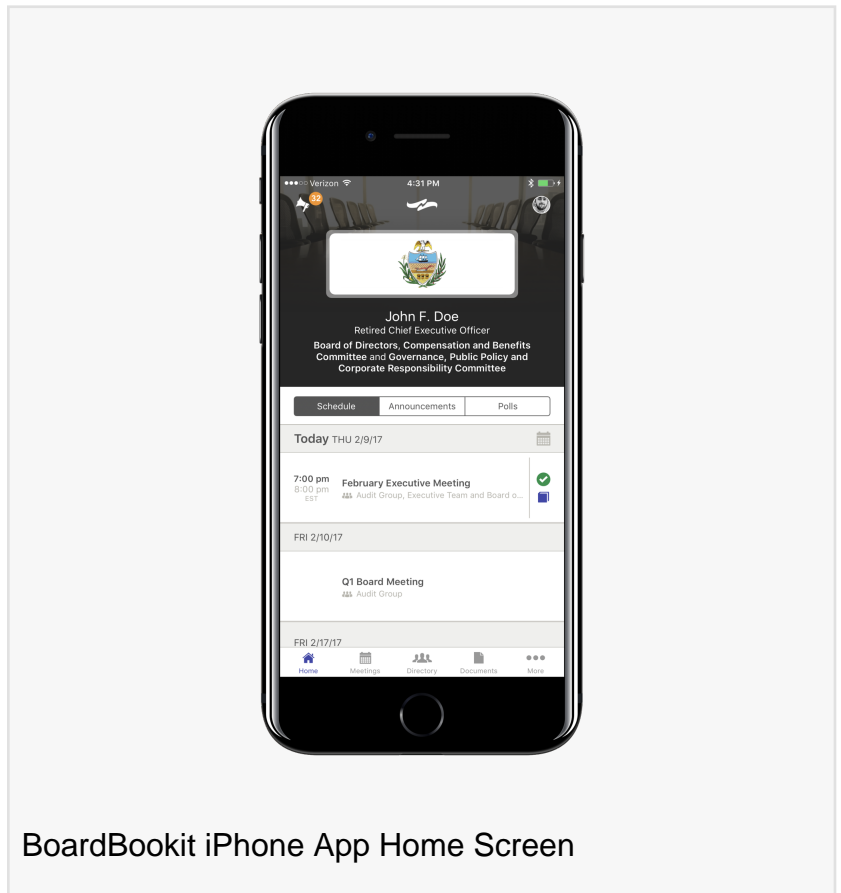 ●●●○○ Verizon 4:31 PM
32
John F. Doe
Retired Chief Executive Officer
Board of Directors, Compensation and Benefits
Committee and Governance, Public Policy and
Corporate Responsibility Committee
Schedule Announcements Polls
Today THU 2/9/17
7:00 pm
8:00 pm
EST
February Executive Meeting
Audit Group, Executive Team and Board o...
FRI 2/10/17
Q1 Board Meeting
Audit Group
FRI 2/17/17
Home Meetings Directory Documents More
BoardBookit iPhone App Home Screen